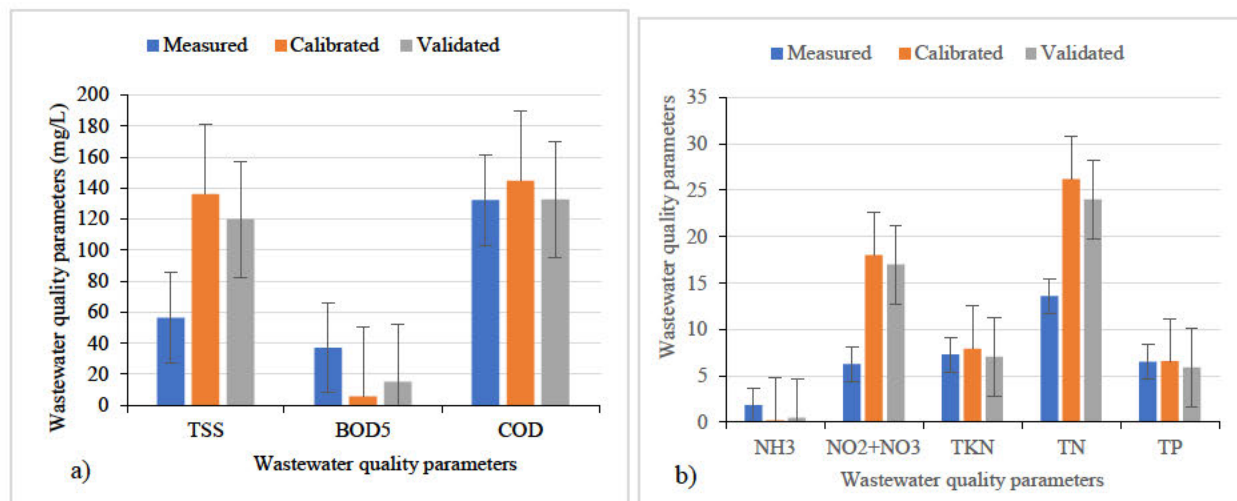 Measured Calibrated Validated
Wastewater quality parameters (mg/L)
200
180
160
140
120
100
80
60
40
20
0
TSS BOD5 COD
a) Wastewater quality parameters
Measured Calibrated Validated
Wastewater quality parameters
35
30
25
20
15
10
5
0
NH3 NO2+NO3 TKN TN TP
b) Wastewater quality parameters